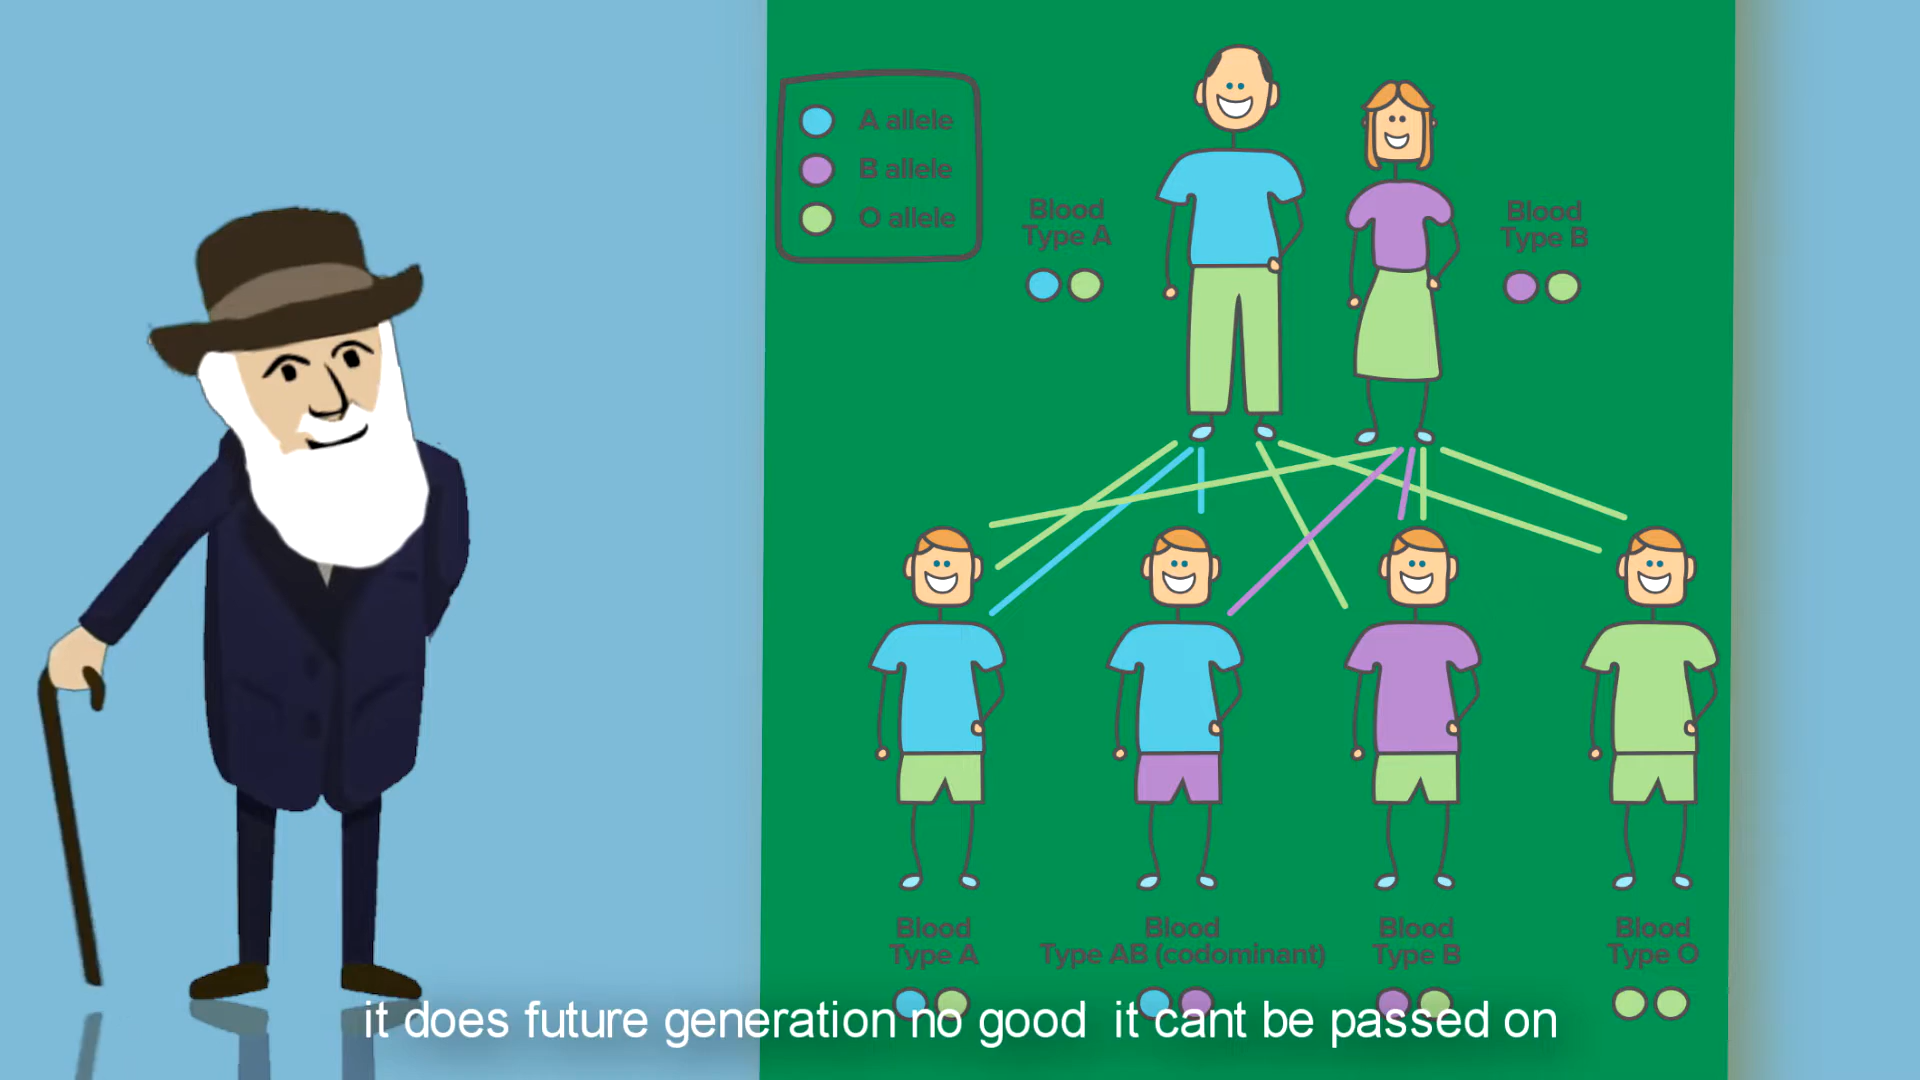 A allele
B allele
O allele
Blood
Type A
Blood
Type B
Blood
Type A
Blood
Type AB (codominant)
Blood
Type B
Blood
Type O
it does future generation no good  it cant be passed on